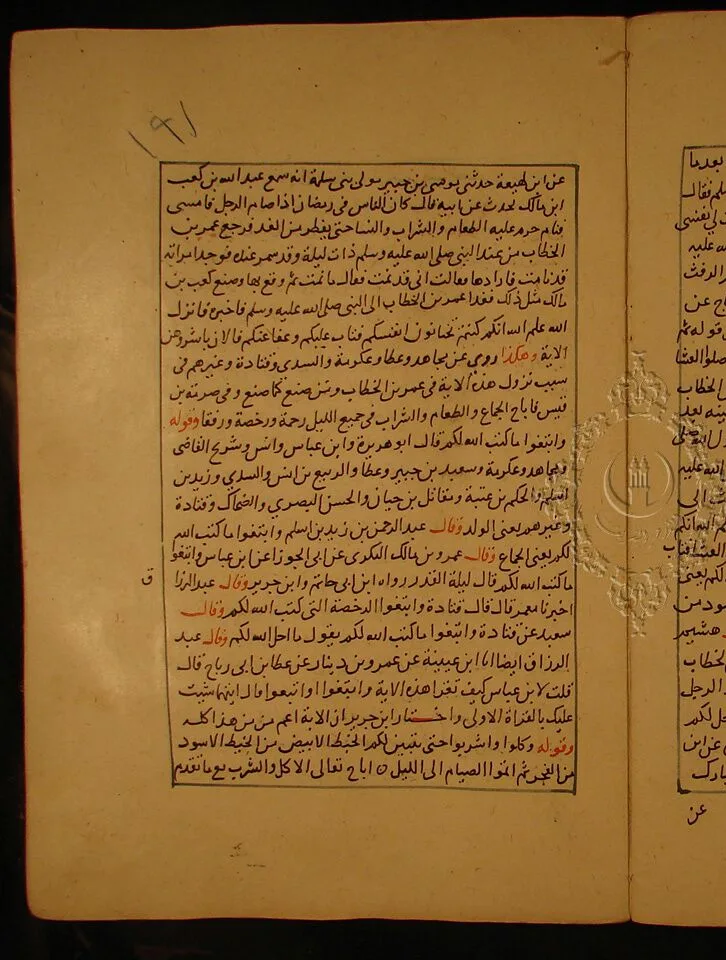 ١٩١
عن ابن لهيعة حدثني موسى بن جبير مولى بني سلمة انه سمع عبد الله بن كعب
ابن مالك يحدث عن ابيه قال كان الناس في رمضان اذا صام الرجل فامسى
فنام حرم عليه الطعام والشراب والنسا حتى يفطر من الغد فرجع عمر بن
الخطاب من عند النبي صلى الله عليه وسلم ذات ليلة وقد سمر عنده فوجد امراته
قد نامت فارادها فقالت اني قد نمت فقال ما نمت ثم وقع بها وصنع كعب بن
مالك مثل ذلك فغدا عمر بن الخطاب الى النبي صلى الله عليه وسلم فاخبره فانزل
الله علم الله انكم كنتم تختانون انفسكم فتاب عليكم وعفا عنكم فالان باشروهن
الاية وهكذا روي عن مجاهد وعطا وعكرمة والسدي وقتادة وغيرهم في
سبب نزول هذه الاية في عمر بن الخطاب ومن صنع كما صنع وفي صرمة بن
قيس فاباح الجماع والطعام والشراب في جميع الليل رحمة ورخصة ورفقا وقوله
وابتغوا ما كتب الله لكم قال ابو هريرة وابن عباس وانس وشريح القاضي
ومجاهد وعكرمة وسعيد بن جبير وعطا والربيع بن انس والسدي وزيد بن
اسلم والحكم بن عتبة ومقاتل بن حيان والحسن البصري والضحاك وقتادة
وغيرهم يعني الولد وقال عبد الرحمن بن زيد بن اسلم وابتغوا ما كتب الله
لكم يعني الجماع وقال عمرو بن مالك النكري عن ابي الجوزا عن ابن عباس وابتغوا
ما كتب الله لكم قال ليلة القدر رواه ابن ابي حاتم وابن جرير وقال عبد الرزا
ق
اخبرنا معمر قال قال قتادة وابتغوا الرخصة التي كتب الله لكم وقال
سعيد عن قتادة وابتغوا ما كتب الله لكم يقول ما احل الله لكم وقال عبد
الرزاق ايضا انا ابن عيينة عن عمرو بن دينار عن عطا بن ابي رباح قال
قلت لابن عباس كيف تقرا هذه الاية وابتغوا او اتبعوا قال ايتهما شيت
عليك بالقراة الاولى واختار ابن جرير ان الاية اعم من من هذا كله
وقوله وكلوا واشربوا حتى يتبين لكم الخيط الابيض من الخيط الاسود
من الفجر ثم اتموا الصيام الى الليل ه اباح تعالى الاكل والشرب مع ما تقدم